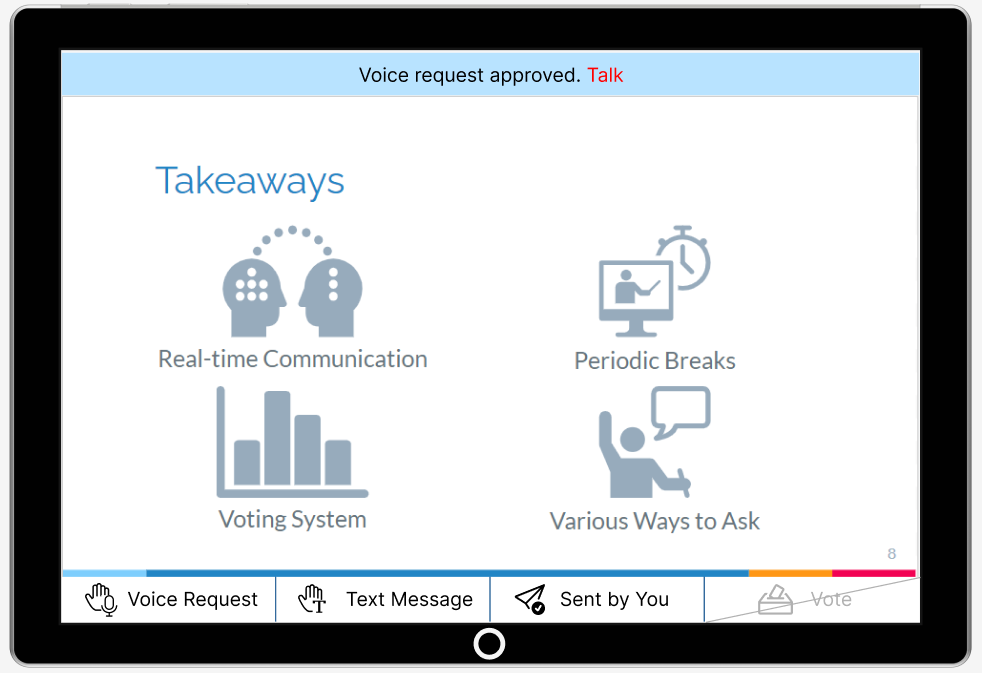 Voice request approved. Talk
Takeaways
Real-time Communication
Periodic Breaks
Voting System
Various Ways to Ask
8
Voice Request
T
Text Message
Sent by You
Vote